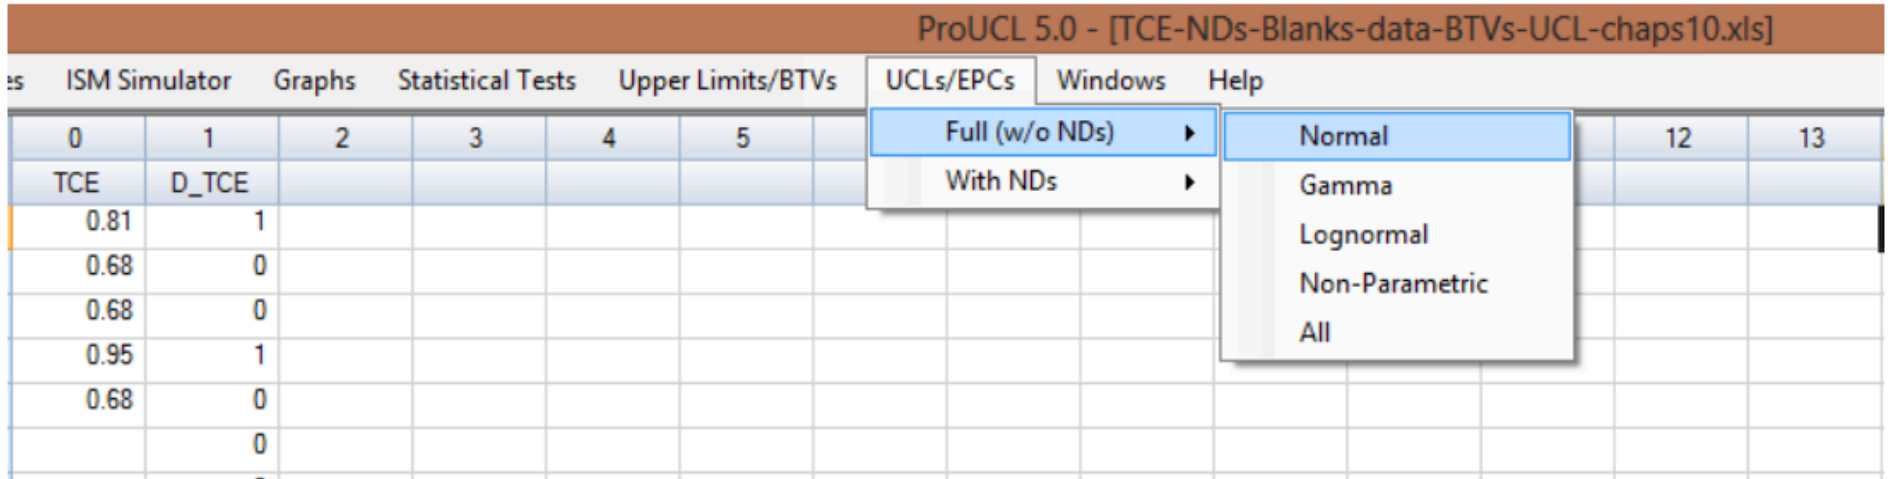 ProUCL 5.0 - [TCE-NDs-Blanks-data-BTVs-UCL-chaps10.xls]
es ISM Simulator Graphs Statistical Tests Upper Limits/BTVs UCLs/EPCs Windows Help
0 1 2 3 4 5 Full (w/o NDs) Normal 12 13
TCE D_TCE With NDs Gamma
0.81 1 Lognormal
0.68 0 Non-Parametric
0.68 0 All
0.95 1
0.68 0
0